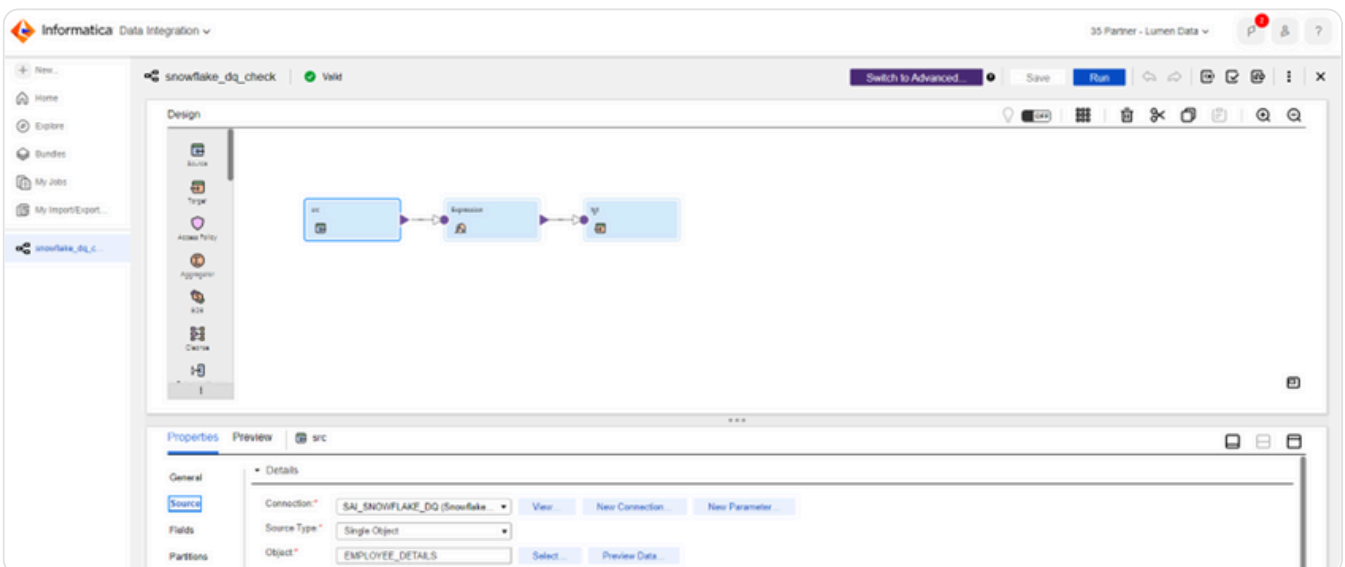 Informatica Data Integration
35 Partner - Lumen Data
?
New...
Home
Explore
Bundles
My Jobs
My Import/Export...
snowflake_dq_c...
snowflake_dq_check
Valid
Switch to Advanced...
Save
Run
Design
OFF
Source
Target
Access Policy
Aggregator
B2B
Cleanse
src
Expression
tgt
Properties
Preview
src
General
Source
Fields
Partitions
Details
Connection:* SAI_SNOWFLAKE_DQ (Snowflake... View... New Connection... New Parameter...
Source Type:* Single Object
Object:* EMPLOYEE_DETAILS Select... Preview Data...